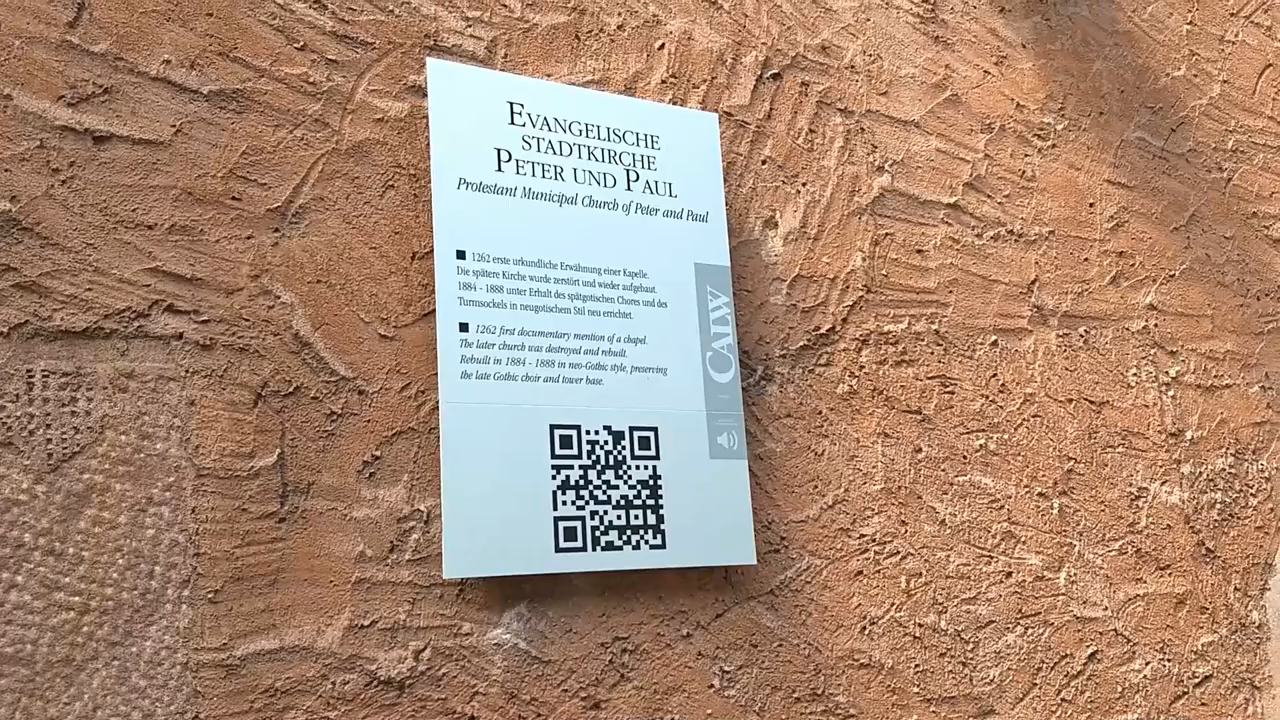 EVANGELISCHE
STADTKIRCHE
PETER UND PAUL
Protestant Municipal Church of Peter and Paul
■ 1262 erste urkundliche Erwähnung einer Kapelle.
Die spätere Kirche wurde zerstört und wieder aufgebaut.
1884 - 1888 unter Erhalt des spätgotischen Chores und des
Turmsockels in neugotischem Stil neu errichtet.
■ 1262 first documentary mention of a chapel.
The later church was destroyed and rebuilt.
Rebuilt in 1884 - 1888 in neo-Gothic style, preserving
the late Gothic choir and tower base.
CALW